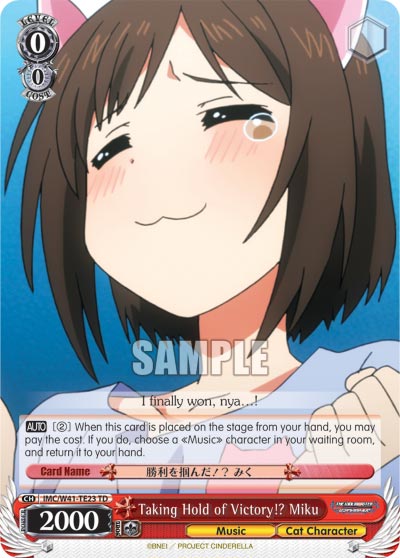 LEVEL
0
0
COST
SAMPLE
I finally won, nya...!
AUTO [②] When this card is placed on the stage from your hand, you may
pay the cost. If you do, choose a «Music» character in your waiting room,
and return it to your hand.
Card Name 勝利を掴んだ!?みく
CH IMC/W41-TE23 TD
Taking Hold of Victory!? Miku
2000
Music Cat Character
©BNEI / PROJECT CINDERELLA